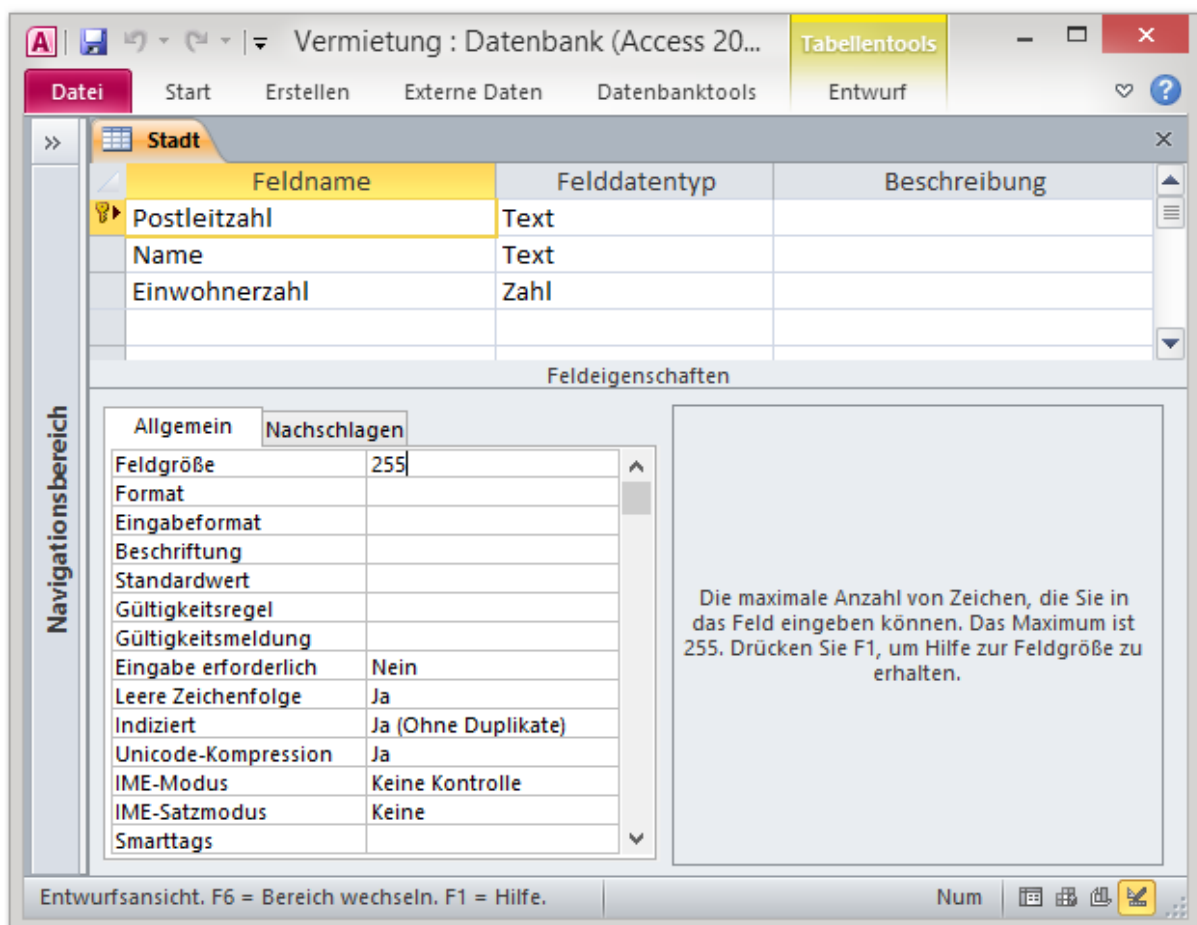 Vermietung : Datenbank (Access 20...
Tabellentools
Datei Start Erstellen Externe Daten Datenbanktools Entwurf
Stadt
Feldname Felddatentyp Beschreibung
Postleitzahl Text
Name Text
Einwohnerzahl Zahl
Feldeigenschaften
Navigationsbereich
Allgemein Nachschlagen
Feldgröße 255
Format
Eingabeformat
Beschriftung
Standardwert
Gültigkeitsregel
Gültigkeitsmeldung
Eingabe erforderlich Nein
Leere Zeichenfolge Ja
Indiziert Ja (Ohne Duplikate)
Unicode-Kompression Ja
IME-Modus Keine Kontrolle
IME-Satzmodus Keine
Smarttags
Die maximale Anzahl von Zeichen, die Sie in
das Feld eingeben können. Das Maximum ist
255. Drücken Sie F1, um Hilfe zur Feldgröße zu
erhalten.
Entwurfsansicht. F6 = Bereich wechseln. F1 = Hilfe. Num